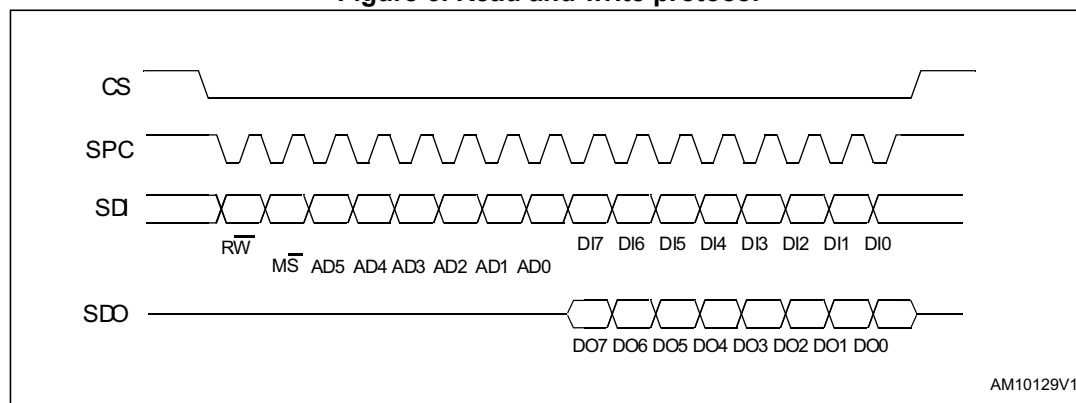 Figure 6. Read and write protocol
CS
SPC
SDI
DI7 DI6 DI5 DI4 DI3 DI2 DI1 DI0
RW
MS AD5 AD4 AD3 AD2 AD1 AD0
SDO
DO7 DO6 DO5 DO4 DO3 DO2 DO1 DO0
AM10129V1